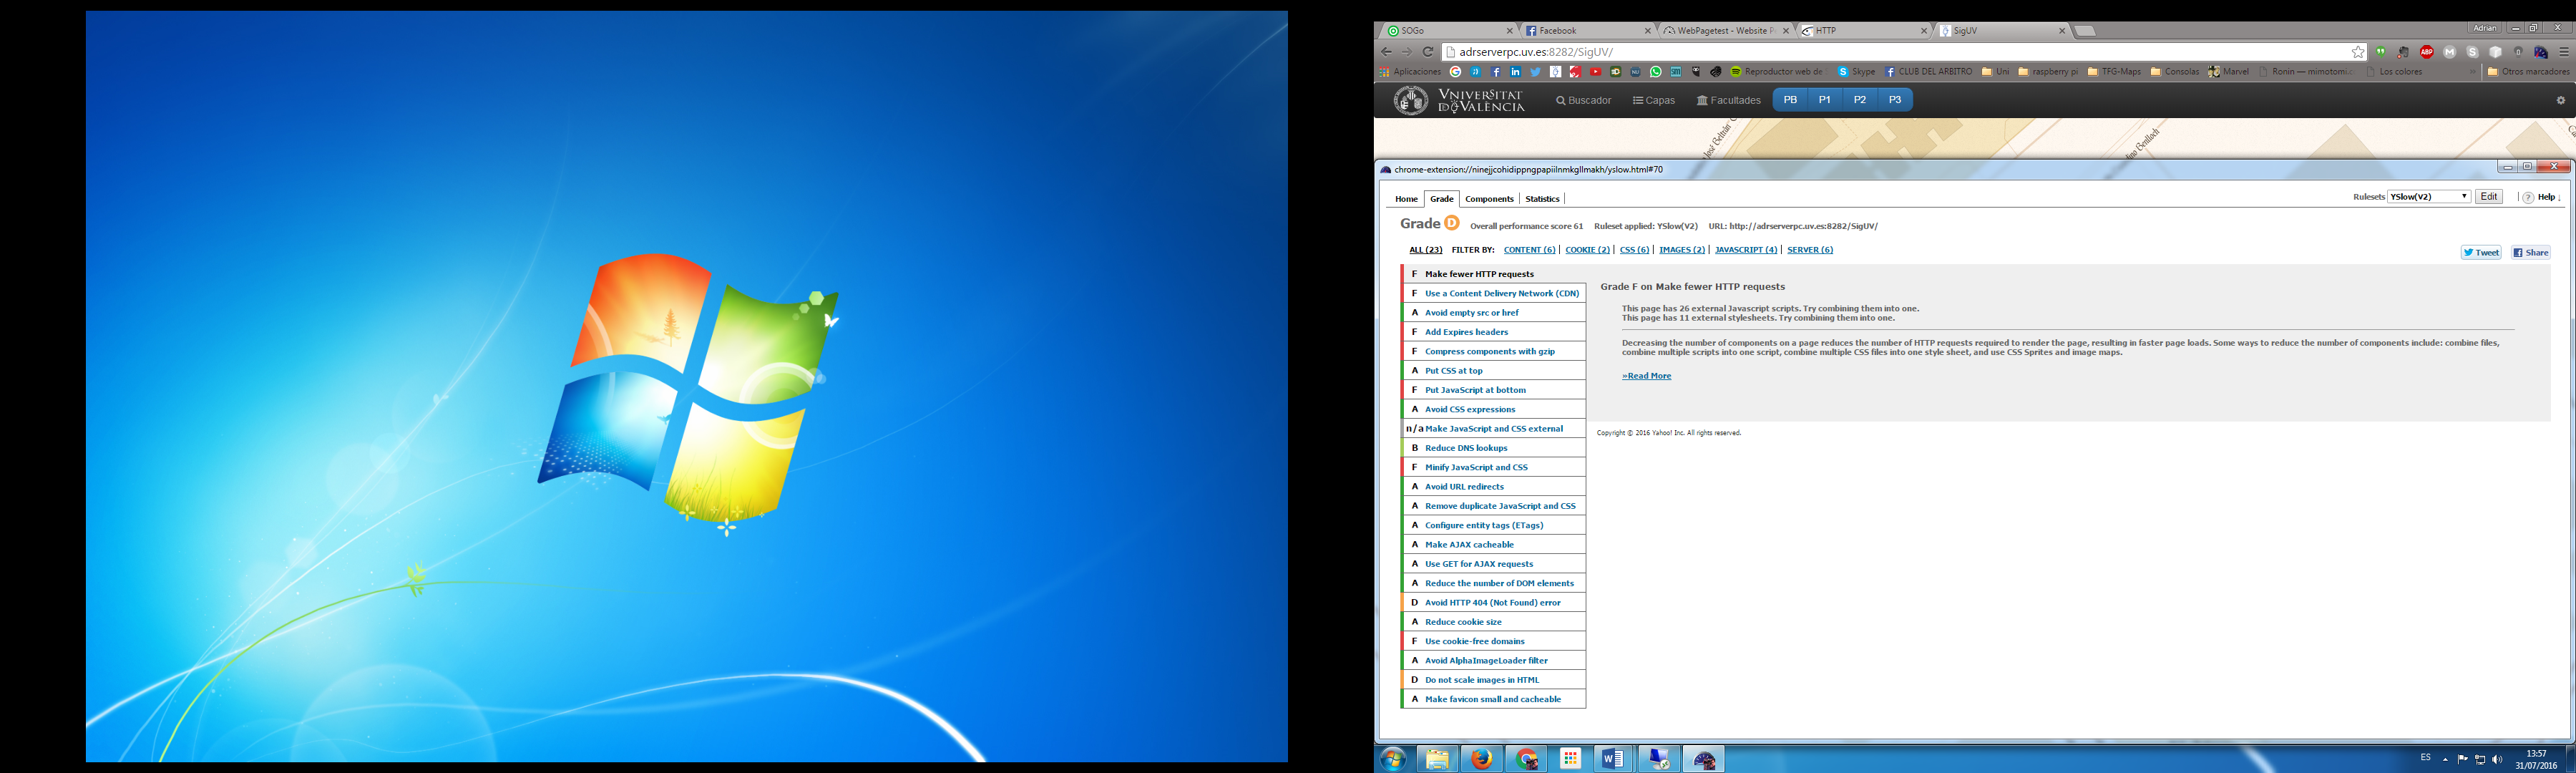 SOGo
Facebook
WebPagetest - Website P
HTTP
SigUV
Adrian
adrserverpc.uv.es:8282/SigUV/
Aplicaciones
Reproductor web de
Skype
CLUB DEL ARBITRO
Uni
raspberry pi
TFG-Maps
Consolas
Marvel
Ronin — mimotomi
Los colores
Otros marcadores
VNIVERSITAT
D VALÈNCIA
Buscador
Capas
Facultades
PB
P1
P2
P3
José Beltrán
Benlloch
chrome-extension://ninejjcohidippngpapiilnmkgllmakh/yslow.html#70
Home
Grade
Components
Statistics
Rulesets YSlow(V2)
Edit
? Help ↓
Grade D
Overall performance score 61
Ruleset applied: YSlow(V2)
URL: http://adrserverpc.uv.es:8282/SigUV/
ALL (23)
FILTER BY:
CONTENT (6)
COOKIE (2)
CSS (6)
IMAGES (2)
JAVASCRIPT (4)
SERVER (6)
Tweet
Share
F Make fewer HTTP requests
F Use a Content Delivery Network (CDN)
A Avoid empty src or href
F Add Expires headers
F Compress components with gzip
A Put CSS at top
F Put JavaScript at bottom
A Avoid CSS expressions
n/a Make JavaScript and CSS external
B Reduce DNS lookups
F Minify JavaScript and CSS
A Avoid URL redirects
A Remove duplicate JavaScript and CSS
A Configure entity tags (ETags)
A Make AJAX cacheable
A Use GET for AJAX requests
A Reduce the number of DOM elements
D Avoid HTTP 404 (Not Found) error
A Reduce cookie size
F Use cookie-free domains
A Avoid AlphaImageLoader filter
D Do not scale images in HTML
A Make favicon small and cacheable
Grade F on Make fewer HTTP requests
This page has 26 external Javascript scripts. Try combining them into one.
This page has 11 external stylesheets. Try combining them into one.
Decreasing the number of components on a page reduces the number of HTTP requests required to render the page, resulting in faster page loads. Some ways to reduce the number of components include: combine files,
combine multiple scripts into one script, combine multiple CSS files into one style sheet, and use CSS Sprites and image maps.
»Read More
Copyright © 2016 Yahoo! Inc. All rights reserved.
ES
13:57
31/07/2016